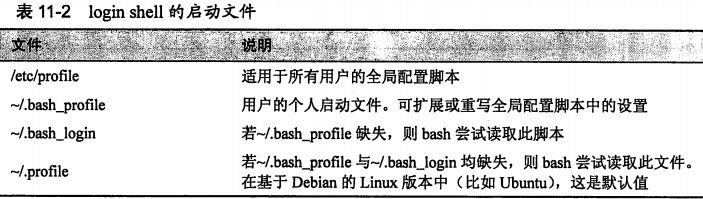 表 11-2 login shell 的启动文件
文件 说明
/etc/profile 适用于所有用户的全局配置脚本
~/.bash_profile 用户的个人启动文件。可扩展或重写全局配置脚本中的设置
~/.bash_login 若~/.bash_profile 缺失，则 bash 尝试读取此脚本
~/.profile 若~/.bash_profile 与~/.bash_login 均缺失，则 bash 尝试读取此文件。
在基于 Debian 的 Linux 版本中（比如 Ubuntu），这是默认值